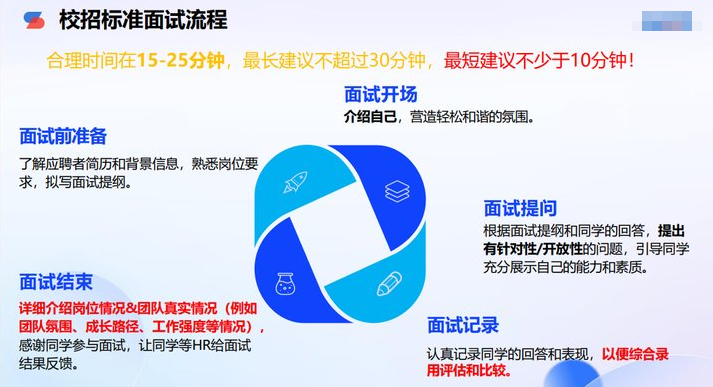 校招标准面试流程
合理时间在15-25分钟，最长建议不超过30分钟，最短建议不少于10分钟！
面试开场
介绍自己，营造轻松和谐的氛围。
面试前准备
了解应聘者简历和背景信息，熟悉岗位要
求，拟写面试提纲。
面试提问
根据面试提纲和同学的回答，提出
有针对性/开放性的问题，引导同学
充分展示自己的能力和素质。
面试结束
详细介绍岗位情况&团队真实情况（例如
团队氛围、成长路径、工作强度等情况），
感谢同学参与面试，让同学等HR给面试
结果反馈。
面试记录
认真记录同学的回答和表现，以便综合录
用评估和比较。